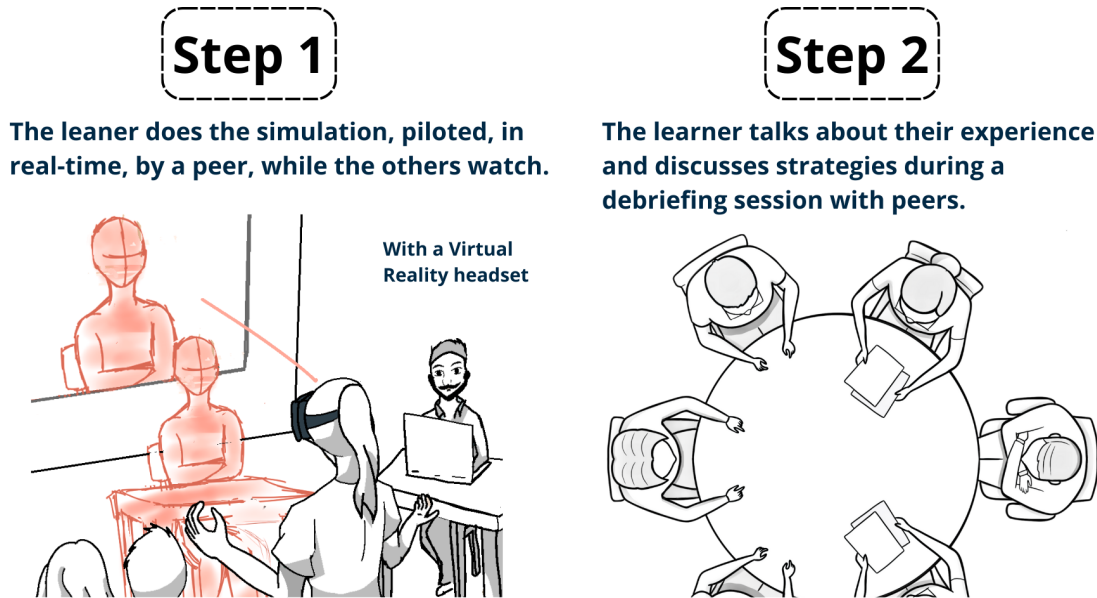 Step 1
The leaner does the simulation, piloted, in
real-time, by a peer, while the others watch.
With a Virtual
Reality headset
Step 2
The learner talks about their experience
and discusses strategies during a
debriefing session with peers.